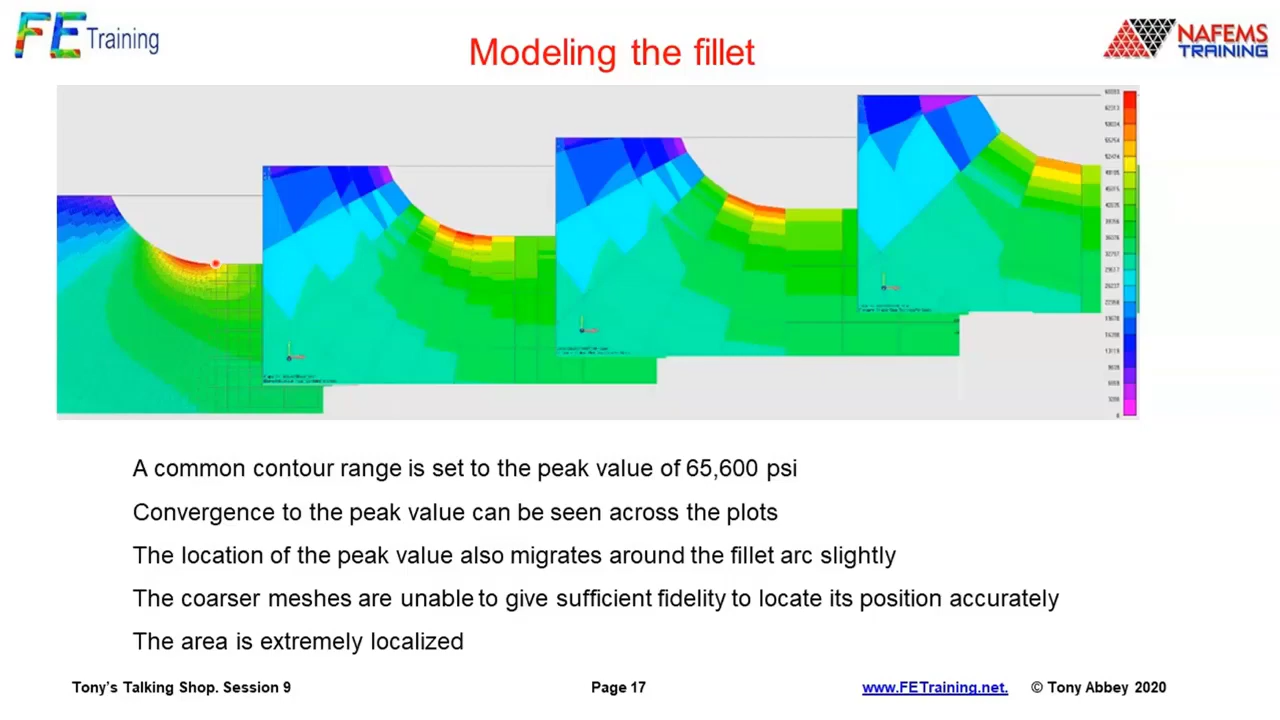 FE Training
NAFEMS
TRAINING
Modeling the fillet
A common contour range is set to the peak value of 65,600 psi
Convergence to the peak value can be seen across the plots
The location of the peak value also migrates around the fillet arc slightly
The coarser meshes are unable to give sufficient fidelity to locate its position accurately
The area is extremely localized
Tony's Talking Shop. Session 9
Page 17
www.FETraining.net.
© Tony Abbey 2020